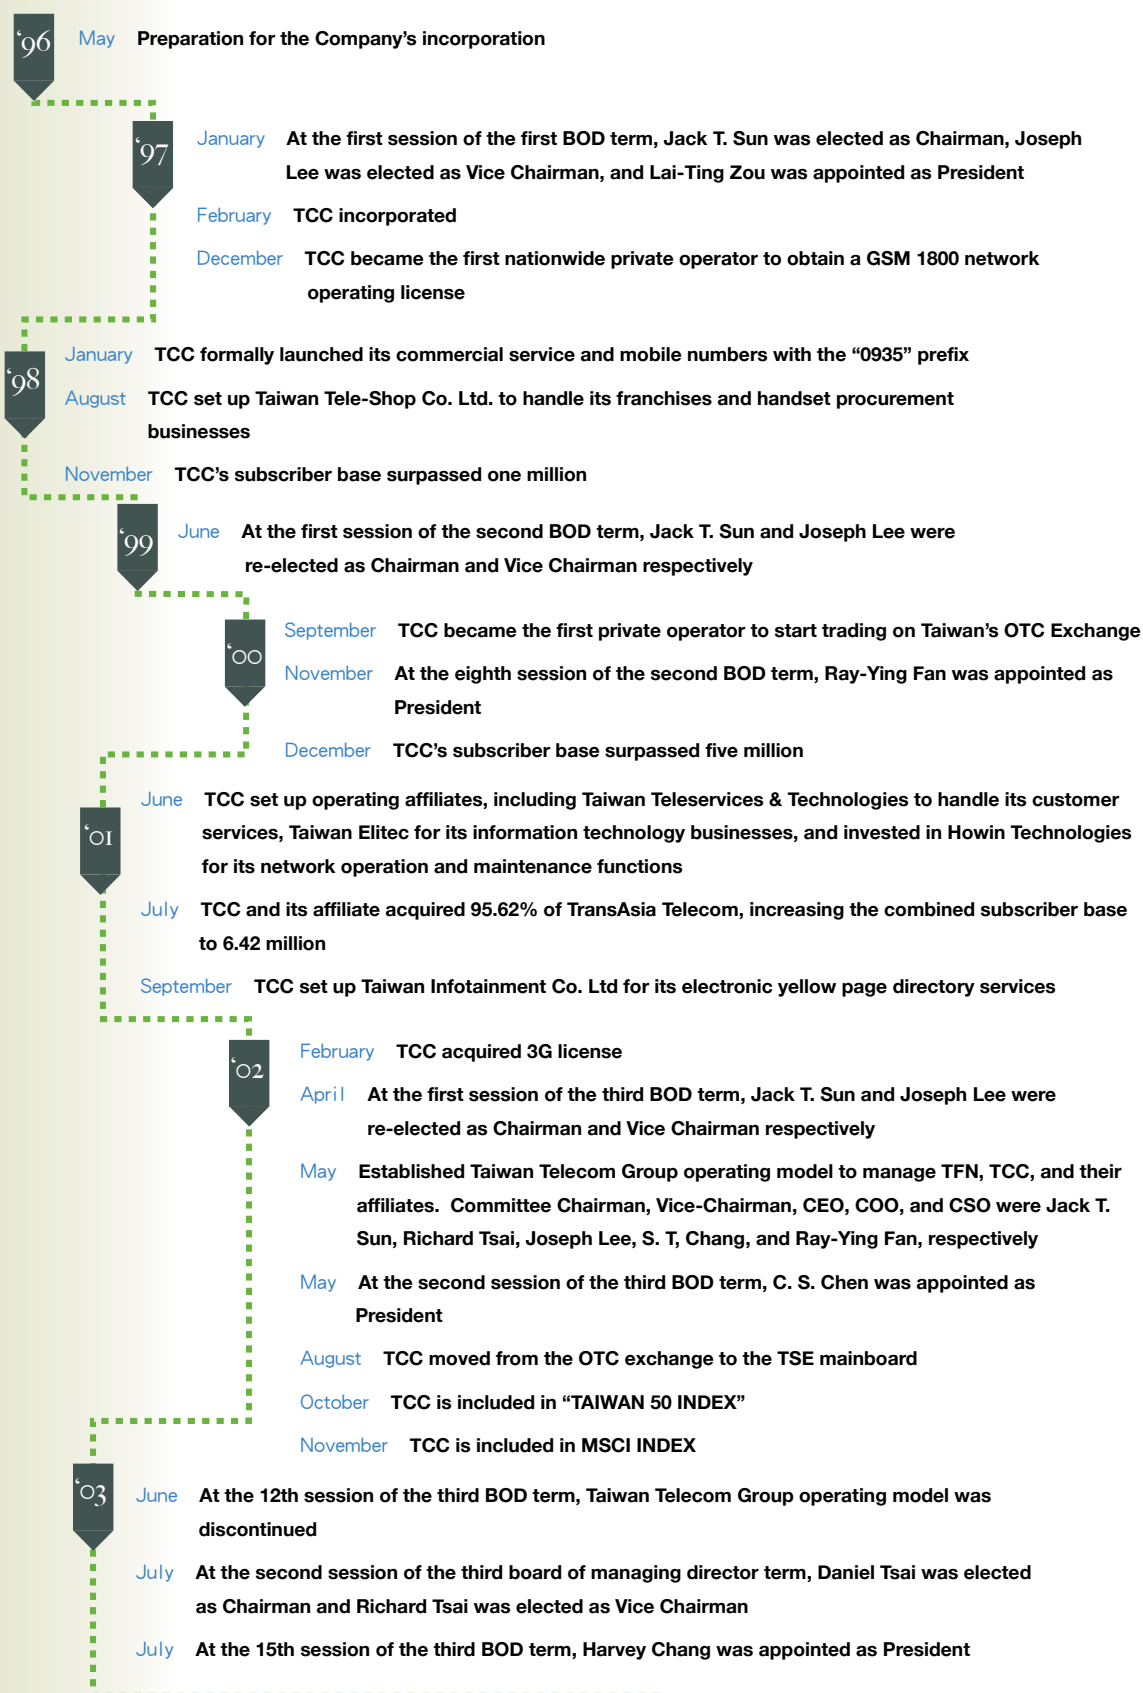 ‘96
May Preparation for the Company’s incorporation
‘97
January At the first session of the first BOD term, Jack T. Sun was elected as Chairman, Joseph
Lee was elected as Vice Chairman, and Lai-Ting Zou was appointed as President
February TCC incorporated
December TCC became the first nationwide private operator to obtain a GSM 1800 network
operating license
‘98
January TCC formally launched its commercial service and mobile numbers with the “0935” prefix
August TCC set up Taiwan Tele-Shop Co. Ltd. to handle its franchises and handset procurement
businesses
November TCC’s subscriber base surpassed one million
‘99
June At the first session of the second BOD term, Jack T. Sun and Joseph Lee were
re-elected as Chairman and Vice Chairman respectively
‘00
September TCC became the first private operator to start trading on Taiwan’s OTC Exchange
November At the eighth session of the second BOD term, Ray-Ying Fan was appointed as
President
December TCC’s subscriber base surpassed five million
‘01
June TCC set up operating affiliates, including Taiwan Teleservices & Technologies to handle its customer
services, Taiwan Elitec for its information technology businesses, and invested in Howin Technologies
for its network operation and maintenance functions
July TCC and its affiliate acquired 95.62% of TransAsia Telecom, increasing the combined subscriber base
to 6.42 million
September TCC set up Taiwan Infotainment Co. Ltd for its electronic yellow page directory services
‘02
February TCC acquired 3G license
April At the first session of the third BOD term, Jack T. Sun and Joseph Lee were
re-elected as Chairman and Vice Chairman respectively
May Established Taiwan Telecom Group operating model to manage TFN, TCC, and their
affiliates. Committee Chairman, Vice-Chairman, CEO, COO, and CSO were Jack T.
Sun, Richard Tsai, Joseph Lee, S. T, Chang, and Ray-Ying Fan, respectively
May At the second session of the third BOD term, C. S. Chen was appointed as
President
August TCC moved from the OTC exchange to the TSE mainboard
October TCC is included in “TAIWAN 50 INDEX”
November TCC is included in MSCI INDEX
‘03
June At the 12th session of the third BOD term, Taiwan Telecom Group operating model was
discontinued
July At the second session of the third board of managing director term, Daniel Tsai was elected
as Chairman and Richard Tsai was elected as Vice Chairman
July At the 15th session of the third BOD term, Harvey Chang was appointed as President